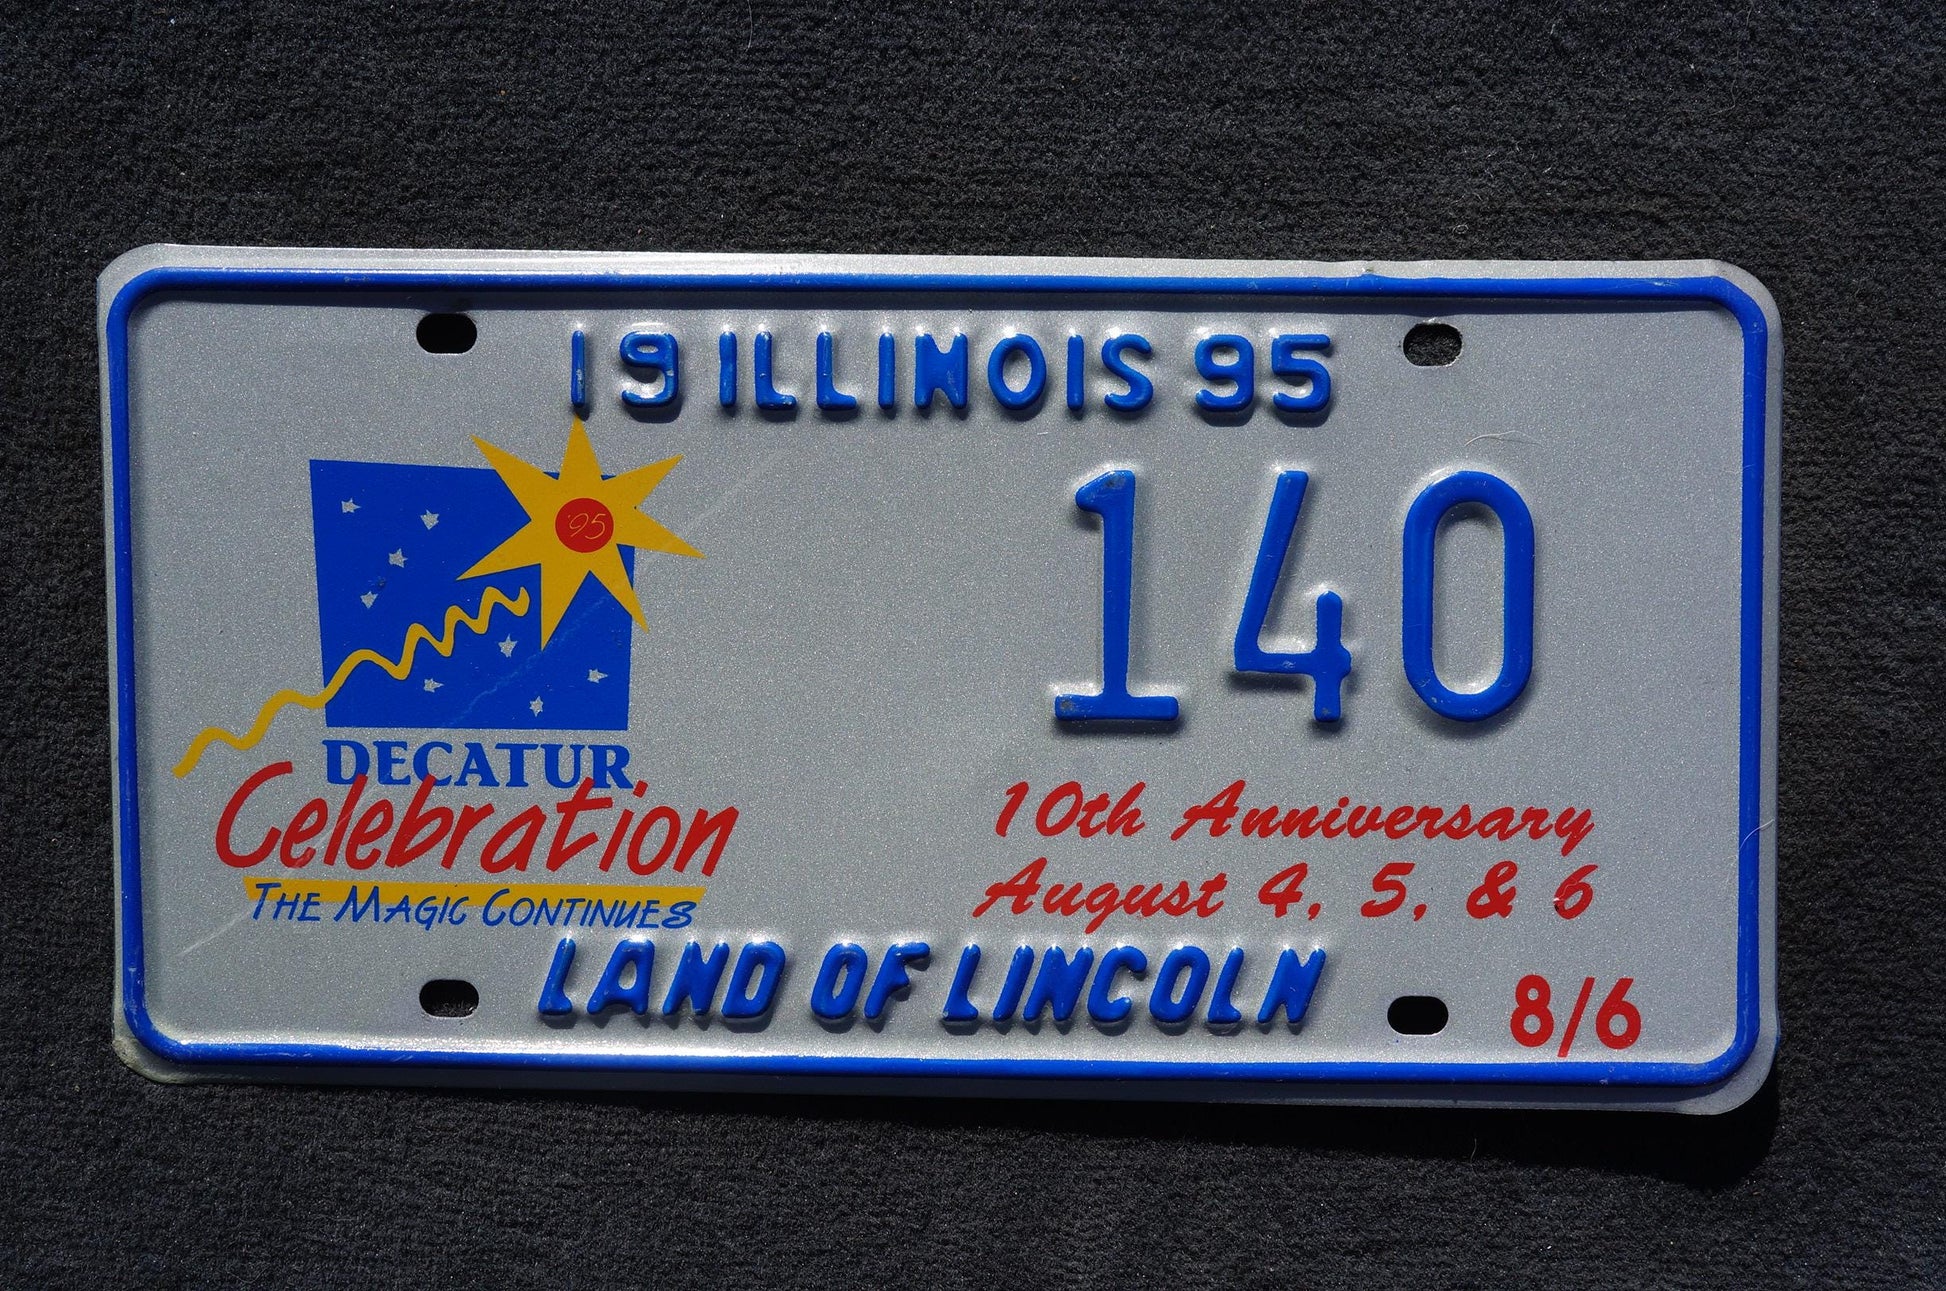 19 ILLINOIS 95
'95
140
DECATUR
Celebration
THE MAGIC CONTINUES
10th Anniversary
August 4, 5, & 6
LAND OF LINCOLN
8/6